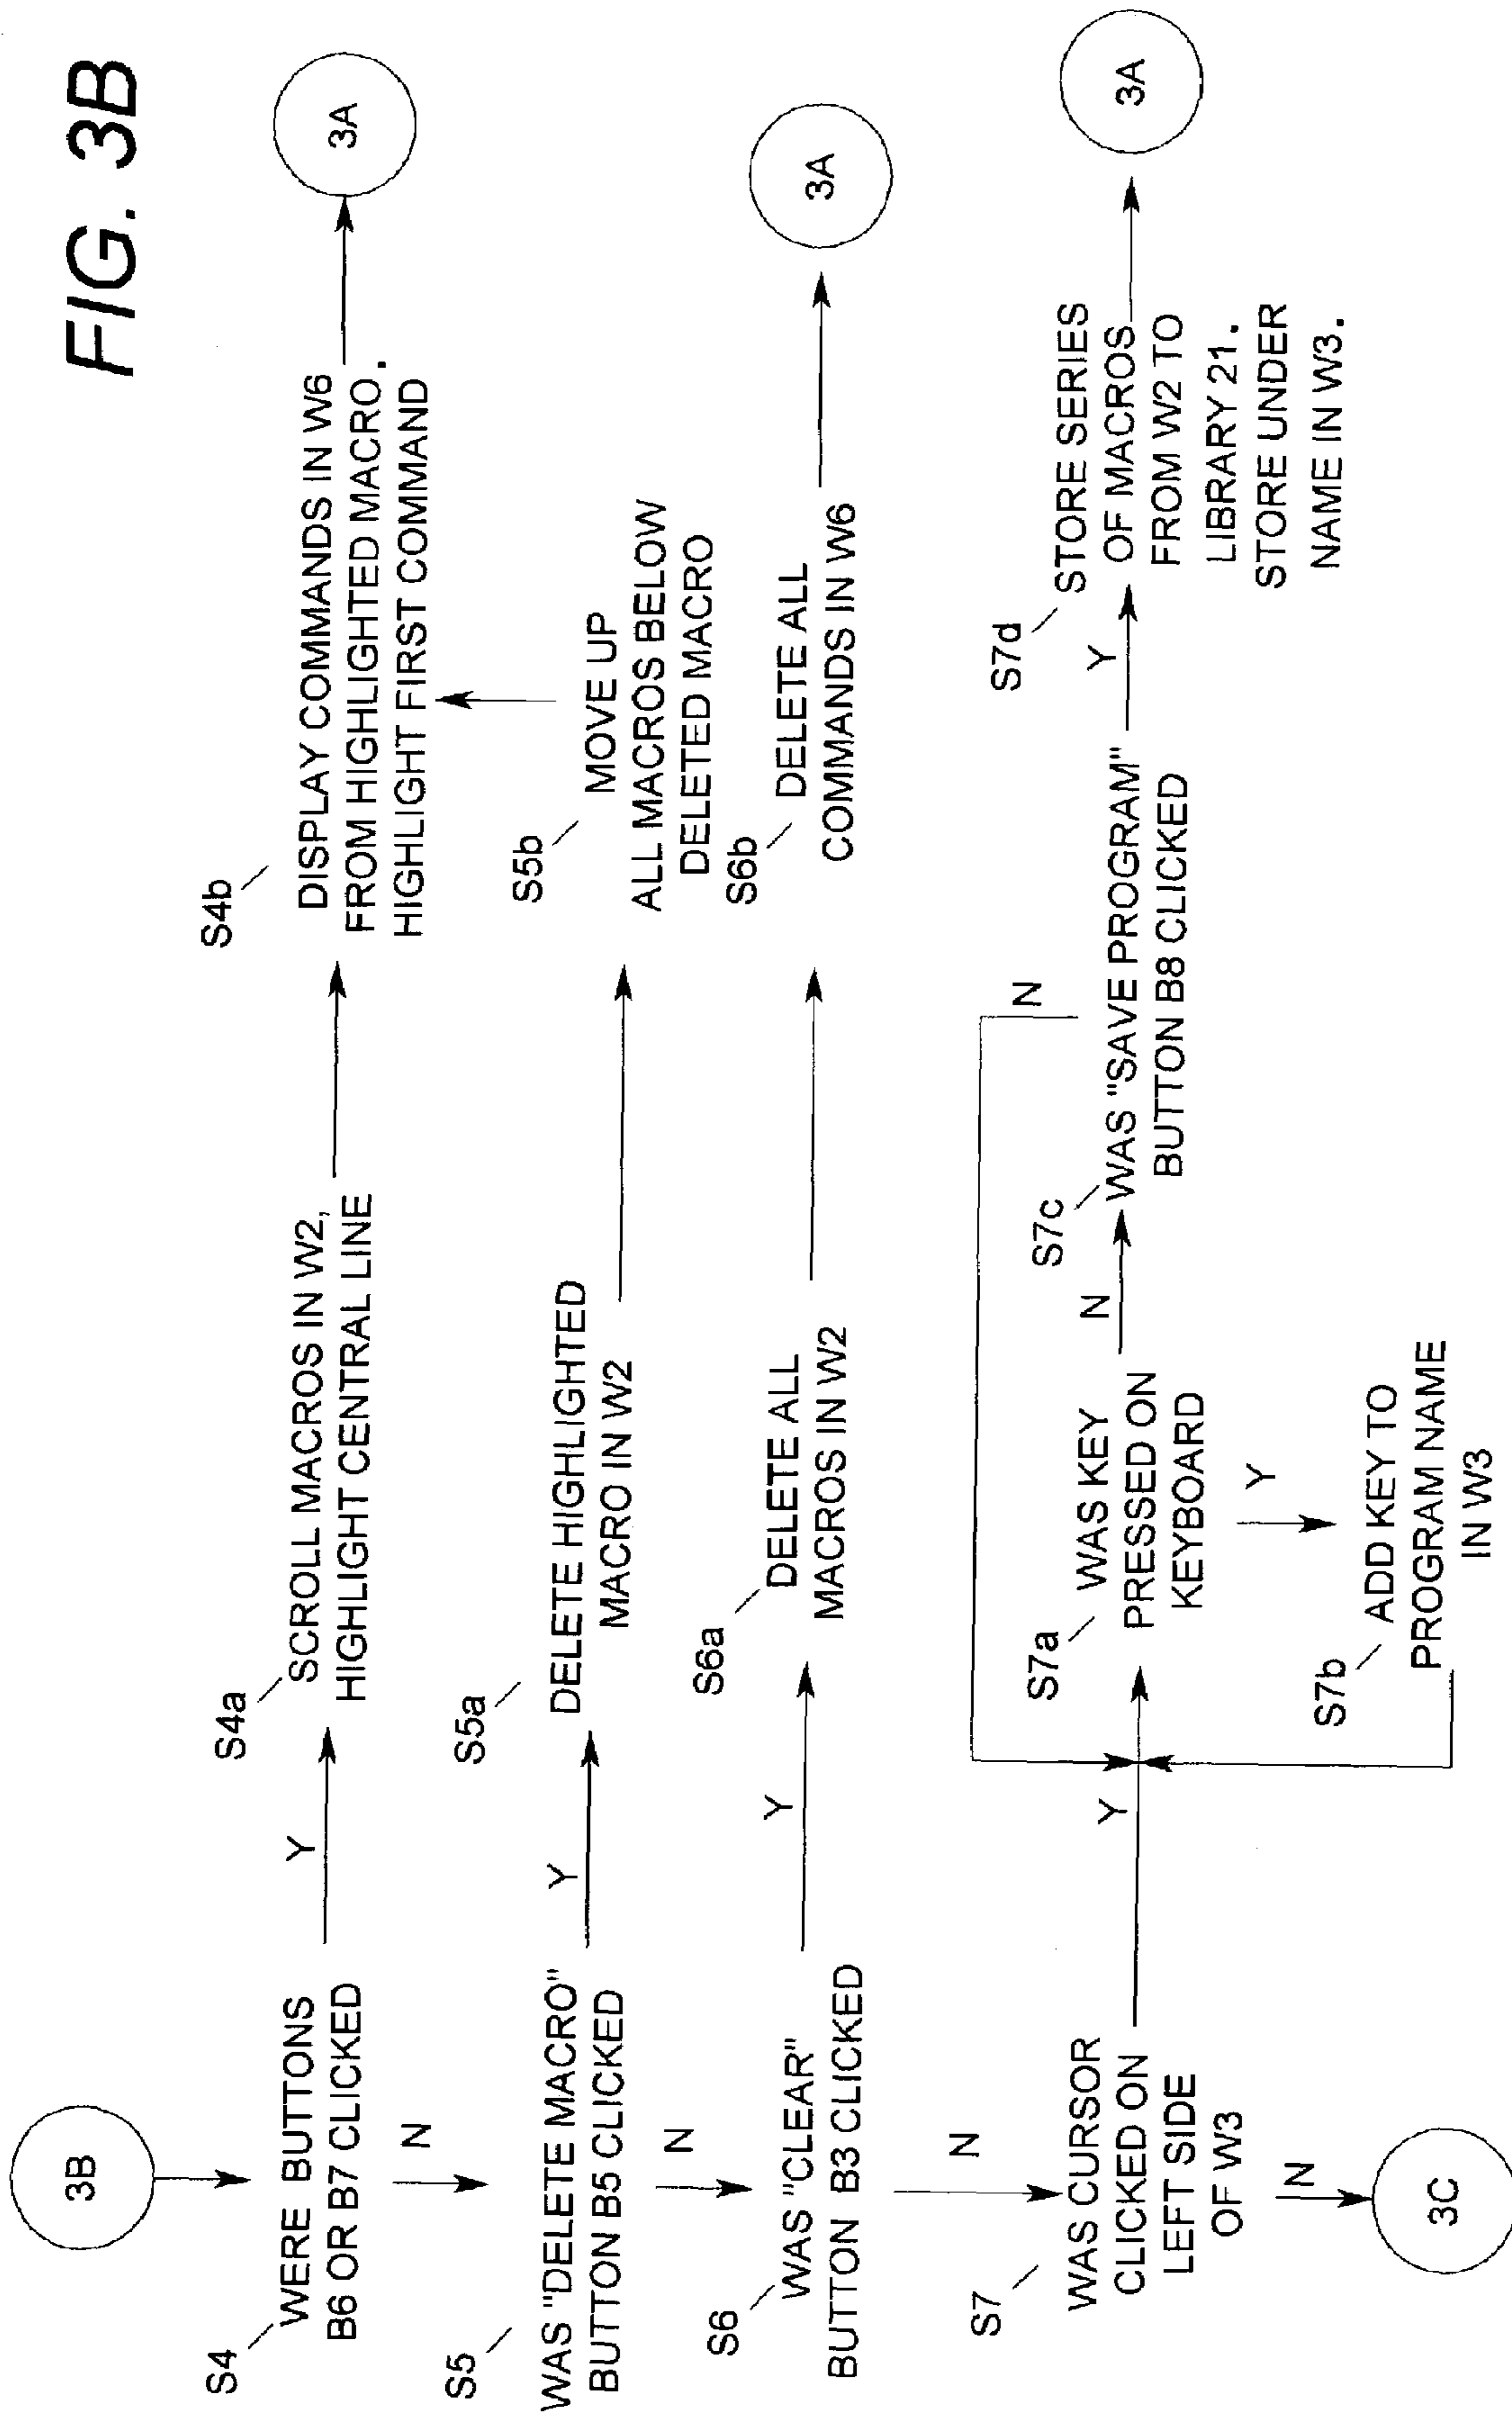 FIG. 3B
3B
S4
WERE BUTTONS
B6 OR B7 CLICKED
Y
S4a
SCROLL MACROS IN W2,
HIGHLIGHT CENTRAL LINE
S4b
DISPLAY COMMANDS IN W6
FROM HIGHLIGHTED MACRO.
HIGHLIGHT FIRST COMMAND
3A
N
S5
WAS "DELETE MACRO"
BUTTON B5 CLICKED
Y
S5a
DELETE HIGHLIGHTED
MACRO IN W2
S5b
MOVE UP
ALL MACROS BELOW
DELETED MACRO
N
S6
WAS "CLEAR"
BUTTON B3 CLICKED
Y
S6a
DELETE ALL
MACROS IN W2
S6b
DELETE ALL
COMMANDS IN W6
3A
N
S7
WAS CURSOR
CLICKED ON
LEFT SIDE
OF W3
Y
S7a
WAS KEY
PRESSED ON
KEYBOARD
N
S7c
WAS "SAVE PROGRAM"
BUTTON B8 CLICKED
N
Y
S7d
STORE SERIES
OF MACROS
FROM W2 TO
LIBRARY 21.
STORE UNDER
NAME IN W3.
3A
Y
S7b
ADD KEY TO
PROGRAM NAME
IN W3
N
3C